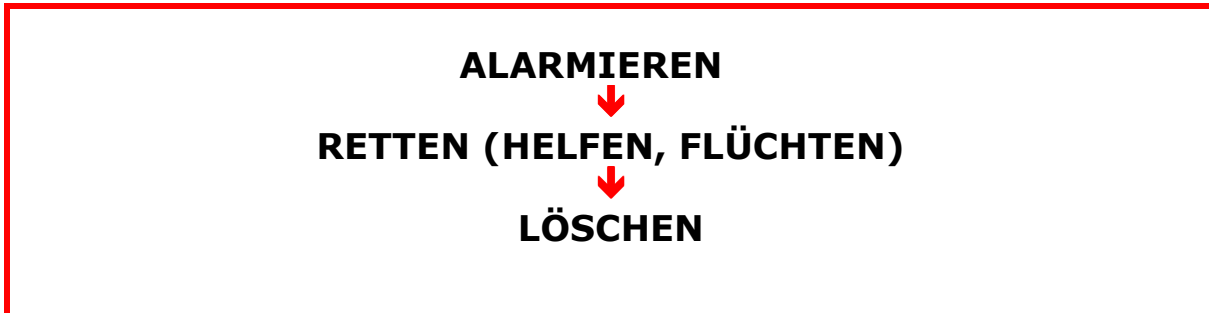 ALARMIEREN
RETTEN (HELFEN, FLÜCHTEN)
LÖSCHEN